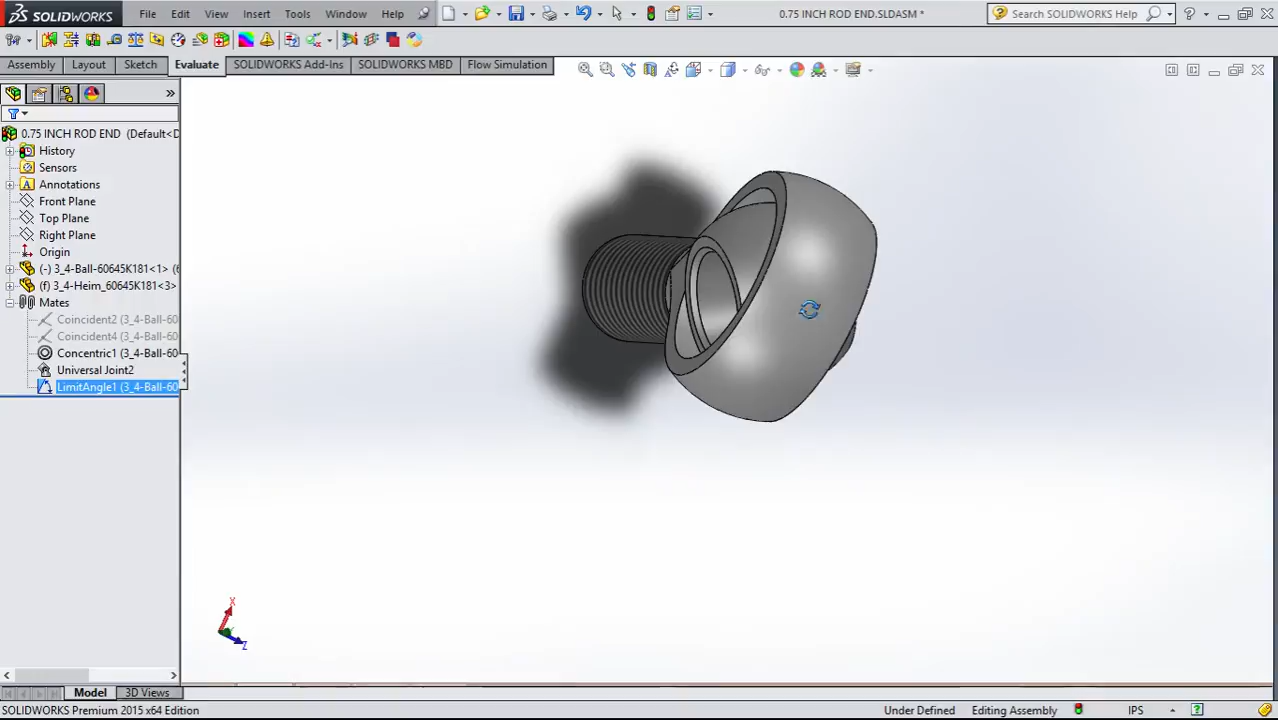 SOLIDWORKS File Edit View Insert Tools Window Help 0.75 INCH ROD END.SLDASM * Search SOLIDWORKS Help
Assembly Layout Sketch Evaluate SOLIDWORKS Add-Ins SOLIDWORKS MBD Flow Simulation
0.75 INCH ROD END (Default<D
History
Sensors
Annotations
Front Plane
Top Plane
Right Plane
Origin
(-) 3_4-Ball-60645K181<1> (
(f) 3_4-Heim_60645K181<3>
Mates
Coincident2 (3_4-Ball-60
Coincident4 (3_4-Ball-60
Concentric1 (3_4-Ball-60
Universal Joint2
LimitAngle1 (3_4-Ball-60
X
Z
Model 3D Views
SOLIDWORKS Premium 2015 x64 Edition Under Defined Editing Assembly IPS